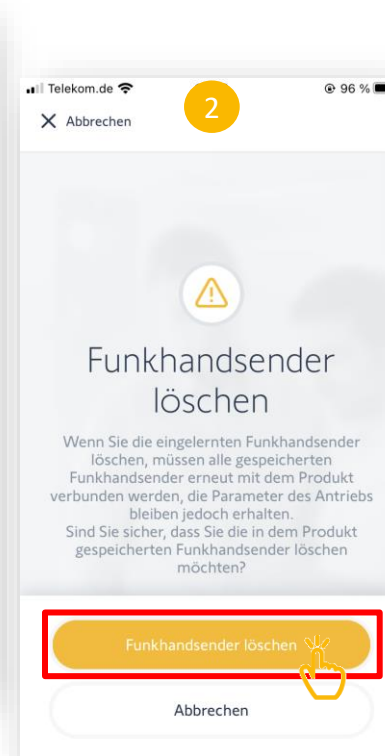 Telekom.de
96 %
2
Abbrechen
Funkhandsender
löschen
Wenn Sie die eingelernten Funkhandsender
löschen, müssen alle gespeicherten
Funkhandsender erneut mit dem Produkt
verbunden werden, die Parameter des Antriebs
bleiben jedoch erhalten.
Sind Sie sicher, dass Sie die in dem Produkt
gespeicherten Funkhandsender löschen
möchten?
Funkhandsender löschen
Abbrechen